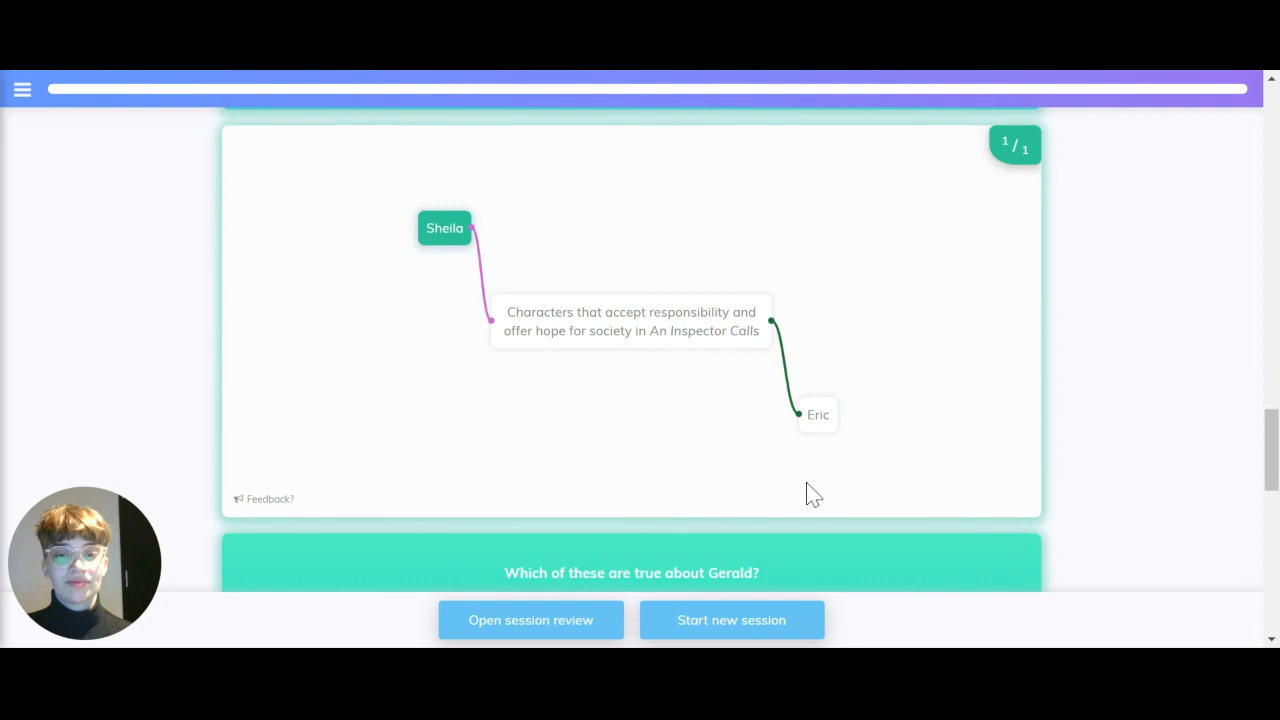 1 / 1
Sheila
Characters that accept responsibility and
offer hope for society in An Inspector Calls
Eric
Feedback?
Which of these are true about Gerald?
Open session review
Start new session